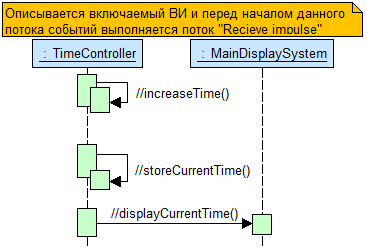 Описывается включаемый ВИ и перед началом данного
потока событий выполняется поток "Recieve impulse"
: TimeController
: MainDisplaySystem
//increaseTime()
//storeCurrentTime()
//displayCurrentTime()